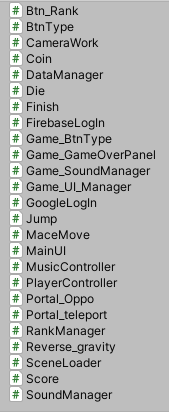 # Btn_Rank
# BtnType
# CameraWork
# Coin
# DataManager
# Die
# Finish
# FirebaseLogIn
# Game_BtnType
# Game_GameOverPanel
# Game_SoundManager
# Game_UI_Manager
# GoogleLogIn
# Jump
# MaceMove
# MainUI
# MusicController
# PlayerController
# Portal_Oppo
# Portal_teleport
# RankManager
# Reverse_gravity
# SceneLoader
# Score
# SoundManager